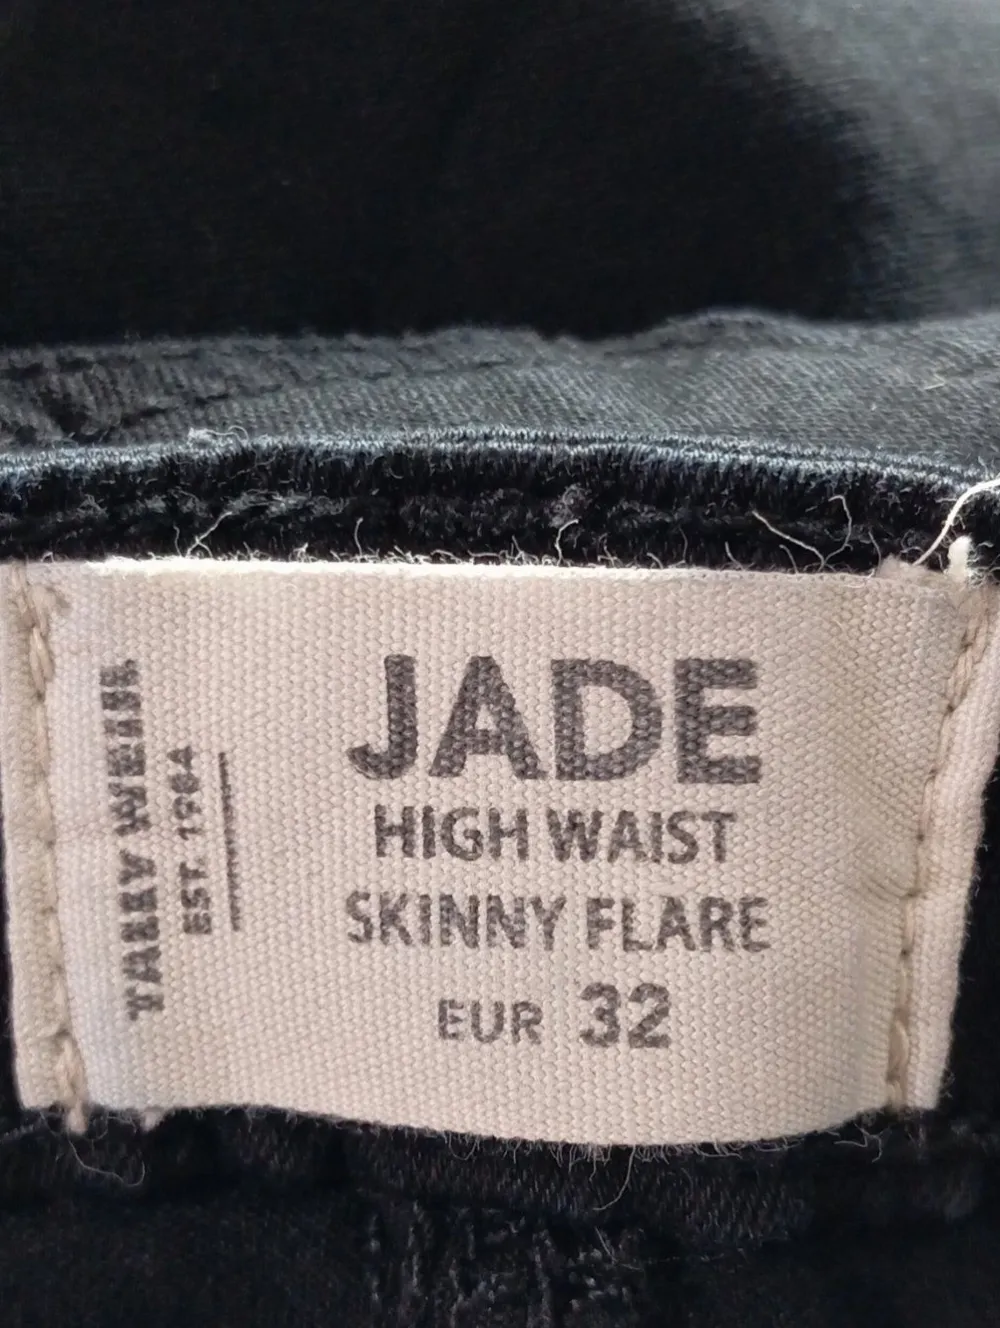 TALLY WEIJL
EST. 1984
JADE
HIGH WAIST
SKINNY FLARE
EUR 32